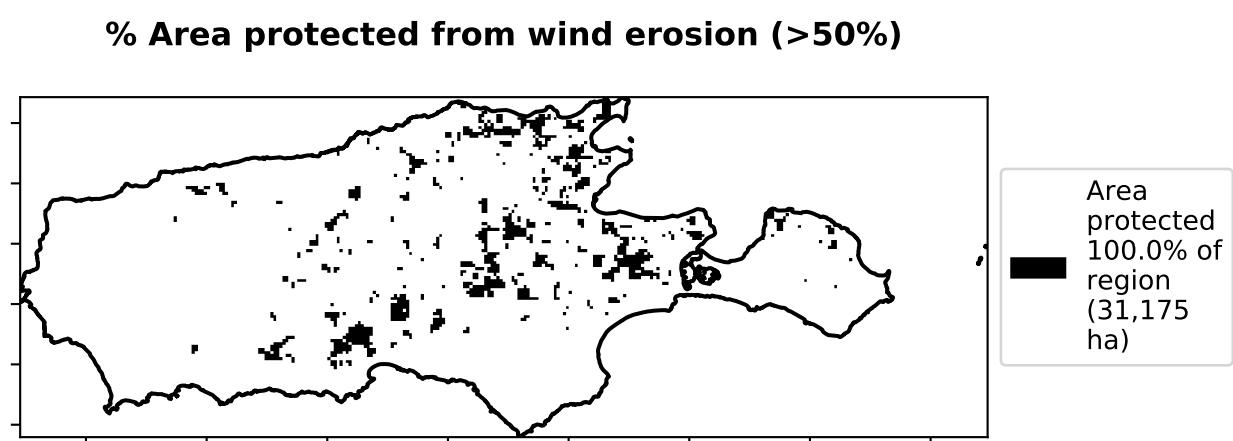 % Area protected from wind erosion (>50%)
Area
protected
100.0% of
region
(31,175
ha)